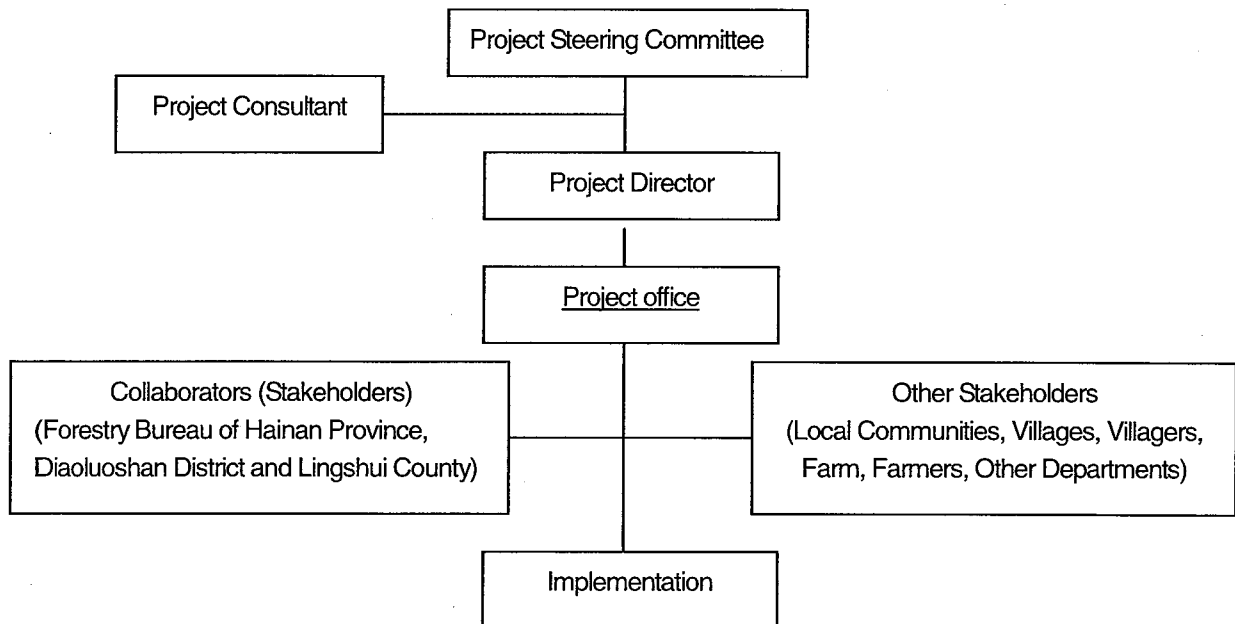 Project Steering Committee
Project Consultant
Project Director
Project office
Collaborators (Stakeholders)
(Forestry Bureau of Hainan Province,
Diaoluoshan District and Lingshui County)
Other Stakeholders
(Local Communities, Villages, Villagers,
Farm, Farmers, Other Departments)
Implementation